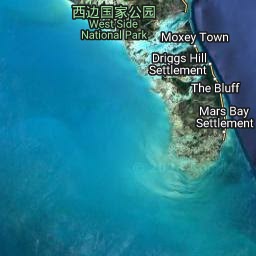 西边国家公园
West Side
National Park
Moxey Town
Driggs Hill
Settlement
The Bluff
Mars Bay
Settlement